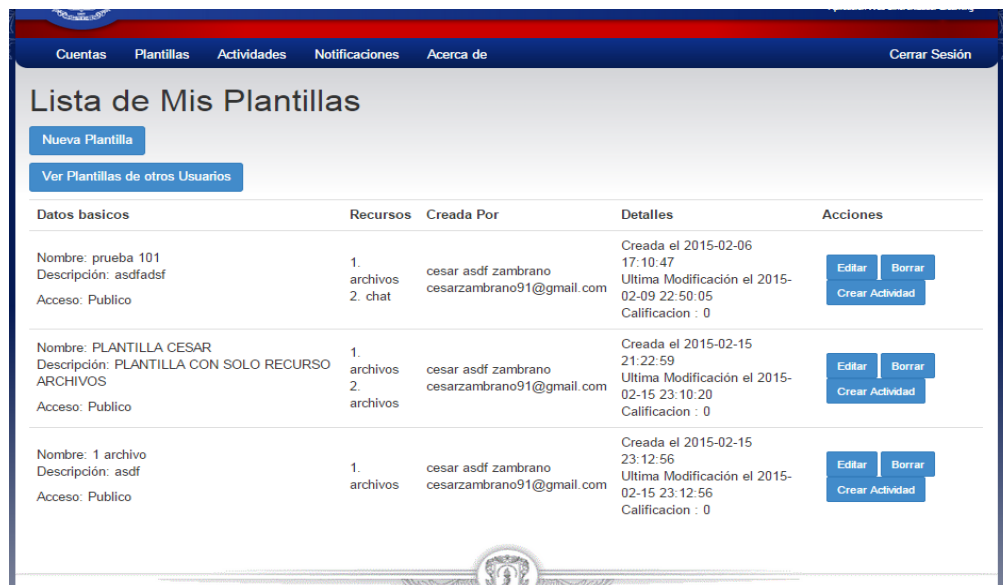 Cuentas Plantillas Actividades Notificaciones Acerca de Cerrar Sesión
Lista de Mis Plantillas
Nueva Plantilla
Ver Plantillas de otros Usuarios
Datos basicos Recursos Creada Por Detalles Acciones
Nombre: prueba 101
Descripción: asdfadsf
Acceso: Publico
1.
archivos
2. chat
cesar asdf zambrano
cesarzambrano91@gmail.com
Creada el 2015-02-06
17:10:47
Ultima Modificación el 2015-
02-09 22:50:05
Calificacion : 0
Editar Borrar
Crear Actividad
Nombre: PLANTILLA CESAR
Descripción: PLANTILLA CON SOLO RECURSO
ARCHIVOS
Acceso: Publico
1.
archivos
2.
archivos
cesar asdf zambrano
cesarzambrano91@gmail.com
Creada el 2015-02-15
21:22:59
Ultima Modificación el 2015-
02-15 23:10:20
Calificacion : 0
Editar Borrar
Crear Actividad
Nombre: 1 archivo
Descripción: asdf
Acceso: Publico
1.
archivos
cesar asdf zambrano
cesarzambrano91@gmail.com
Creada el 2015-02-15
23:12:56
Ultima Modificación el 2015-
02-15 23:12:56
Calificacion : 0
Editar Borrar
Crear Actividad